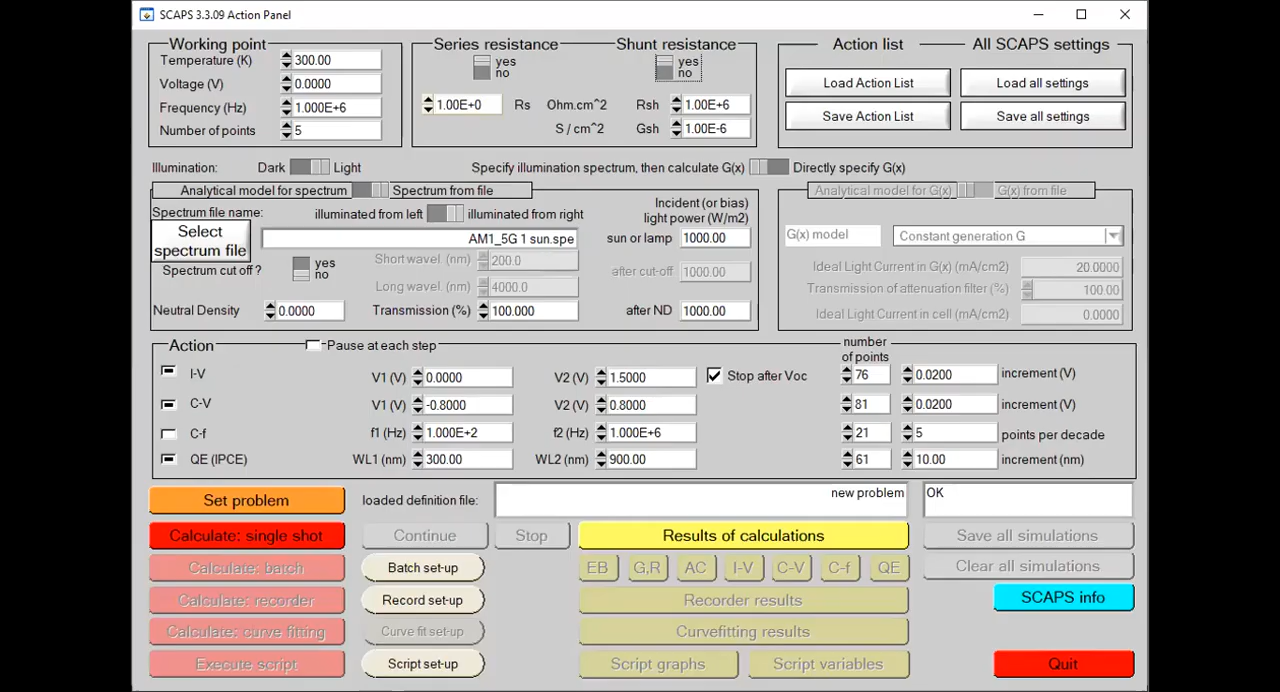 SCAPS 3.3.09 Action Panel
Working point
Temperature (K) 300.00
Voltage (V) 0.0000
Frequency (Hz) 1.000E+6
Number of points 5
Series resistance
yes
no
1.00E+0 Rs Ohm.cm^2
S / cm^2
Shunt resistance
yes
no
Rsh 1.00E+6
Gsh 1.00E-6
Action list
Load Action List
Save Action List
All SCAPS settings
Load all settings
Save all settings
Illumination: Dark Light
Specify illumination spectrum, then calculate G(x) Directly specify G(x)
Analytical model for spectrum Spectrum from file
Spectrum file name: illuminated from left illuminated from right
Select
spectrum file
AM1_5G 1 sun.spe
Incident (or bias)
light power (W/m2)
sun or lamp 1000.00
Spectrum cut off ? yes
no
Short wavel. (nm) 200.0
Long wavel. (nm) 4000.0
after cut-off 1000.00
Neutral Density 0.0000 Transmission (%) 100.000 after ND 1000.00
Analytical model for G(x) G(x) from file
G(x) model Constant generation G
Ideal Light Current in G(x) (mA/cm2) 20.0000
Transmission of attenuation filter (%) 100.00
Ideal Light Current in cell (mA/cm2) 0.0000
Action Pause at each step
number
of points
I-V V1 (V) 0.0000 V2 (V) 1.5000 Stop after Voc 76 0.0200 increment (V)
C-V V1 (V) -0.8000 V2 (V) 0.8000 81 0.0200 increment (V)
C-f f1 (Hz) 1.000E+2 f2 (Hz) 1.000E+6 21 5 points per decade
QE (IPCE) WL1 (nm) 300.00 WL2 (nm) 900.00 61 10.00 increment (nm)
Set problem loaded definition file: new problem OK
Calculate: single shot Continue Stop Results of calculations Save all simulations
Calculate: batch Batch set-up EB G,R AC I-V C-V C-f QE Clear all simulations
Calculate: recorder Record set-up Recorder results SCAPS info
Calculate: curve fitting Curve fit set-up Curvefitting results
Execute script Script set-up Script graphs Script variables Quit